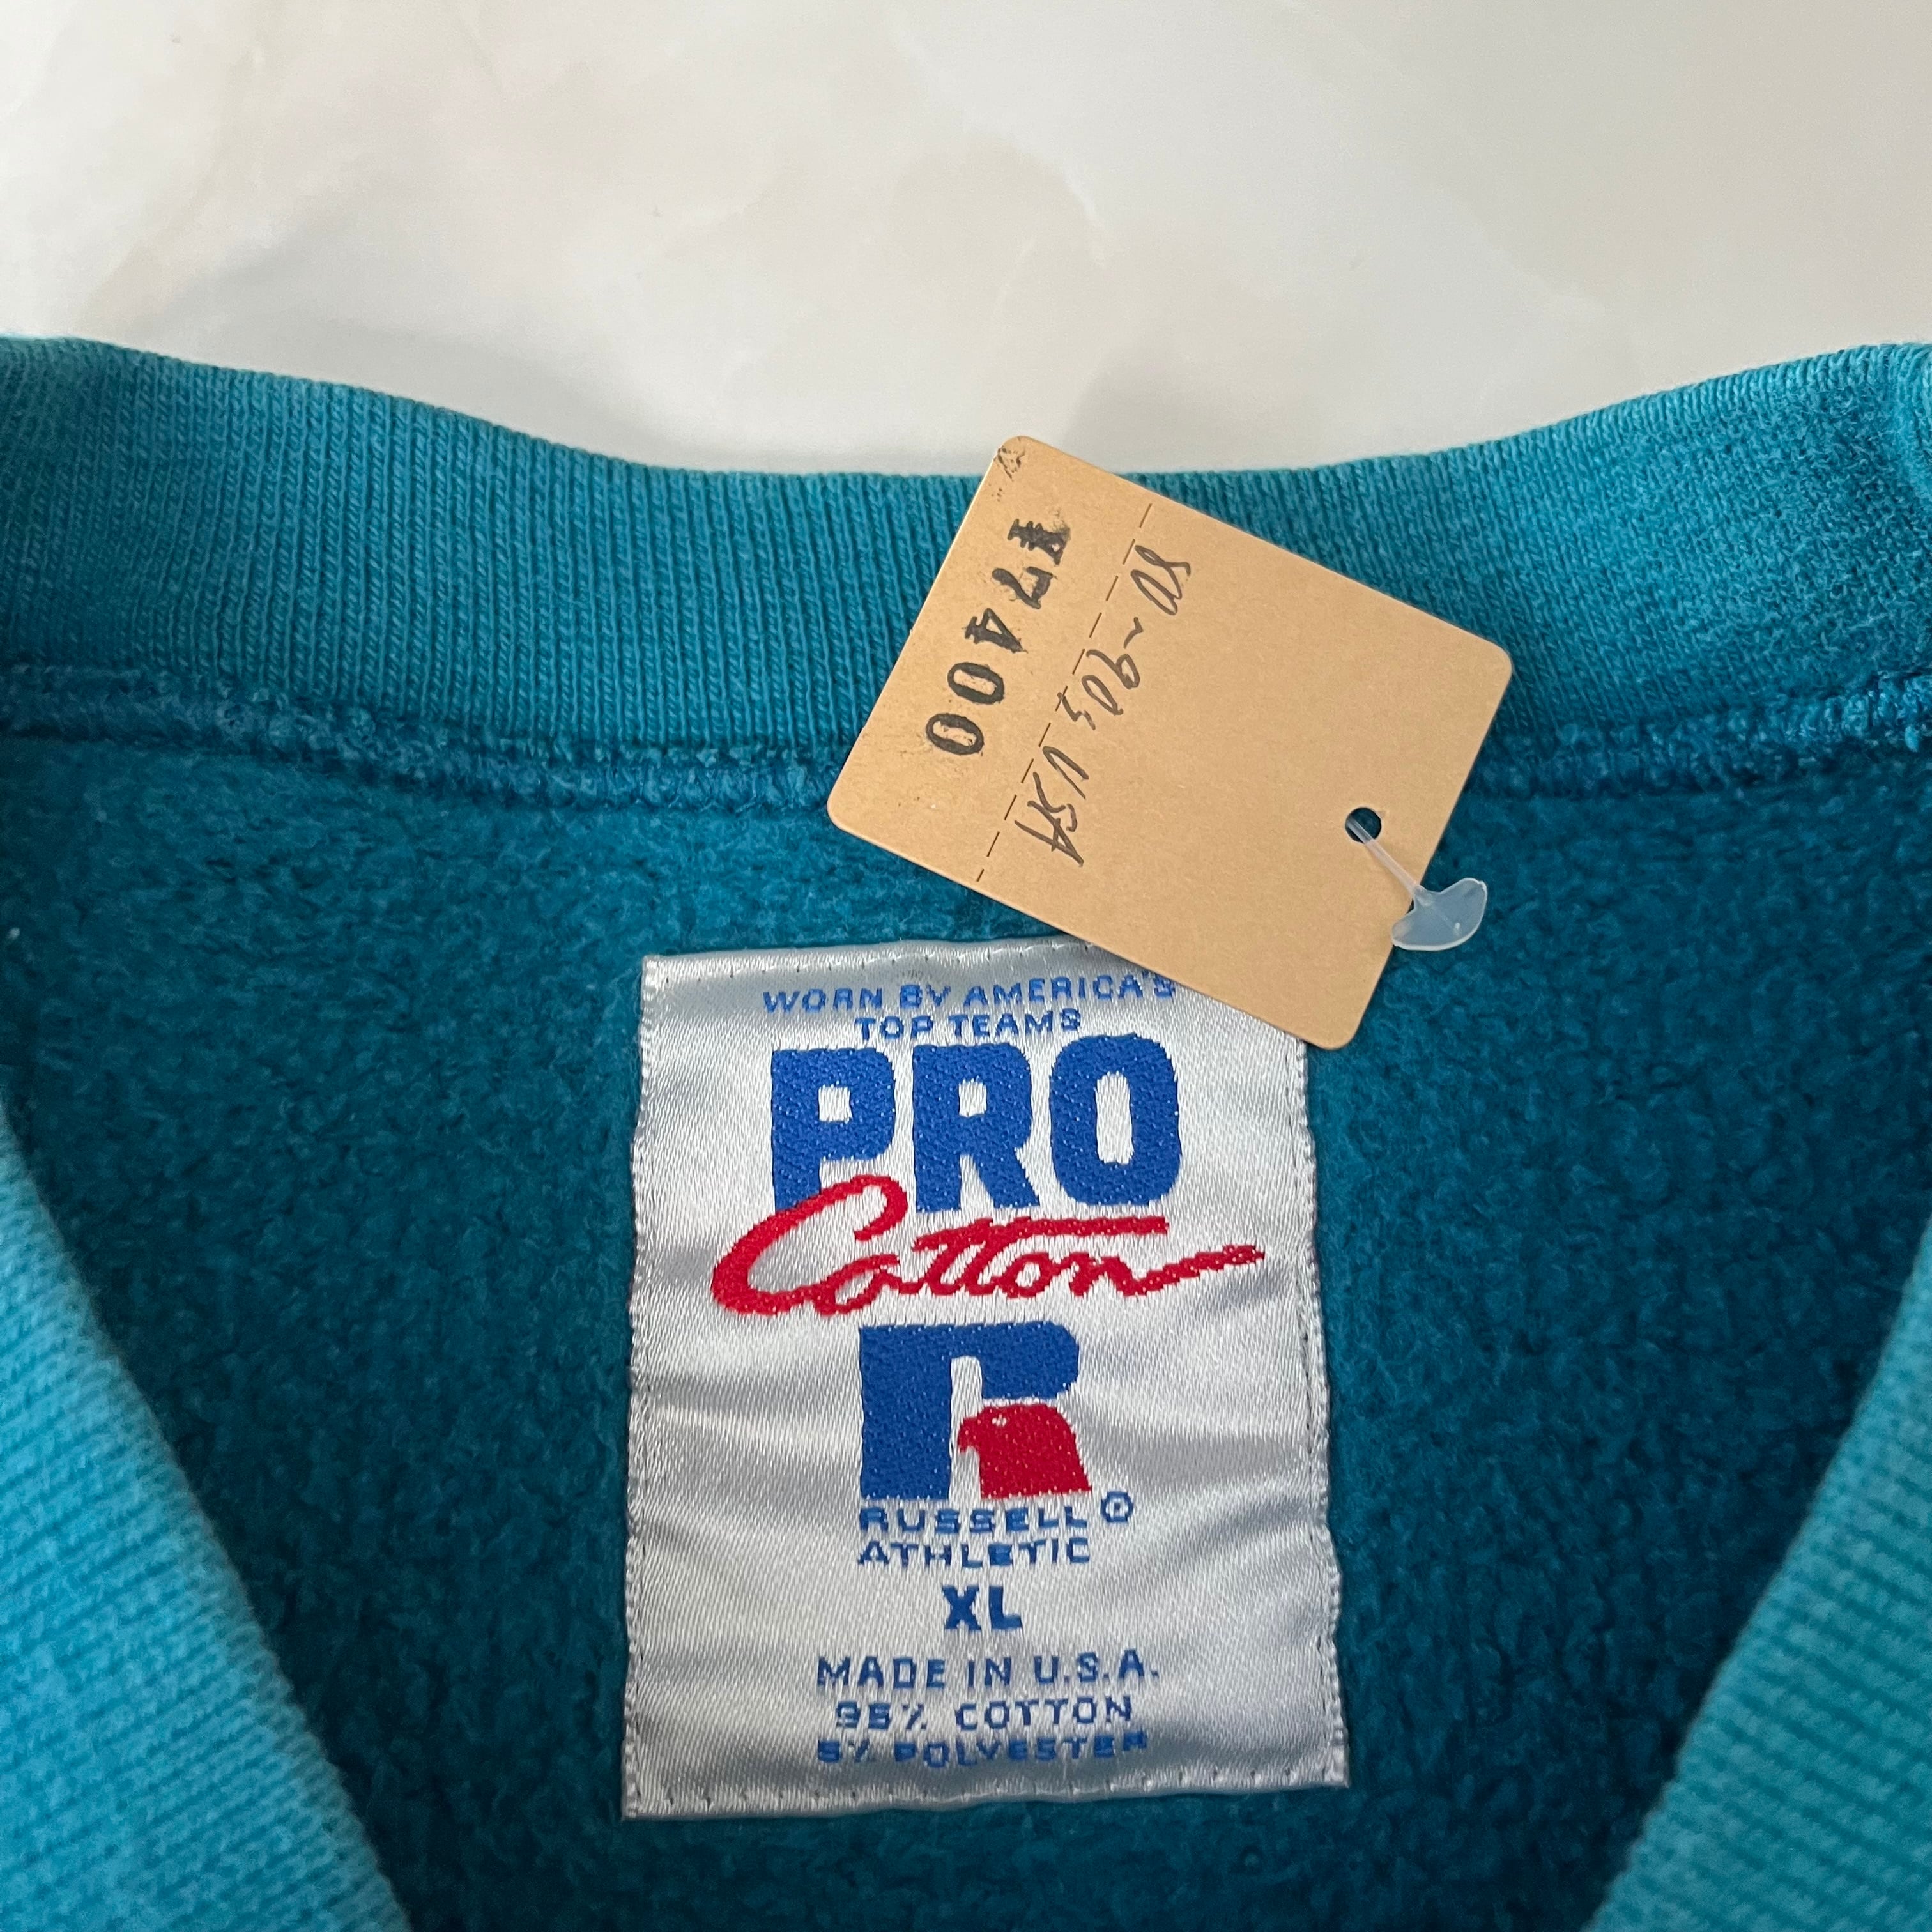 ¥7400
80~90s USA
WORN BY AMERICA'S
TOP TEAMS
PRO
Cotton
RUSSELL®
ATHLETIC
XL
MADE IN U.S.A.
95% COTTON
5% POLYESTER